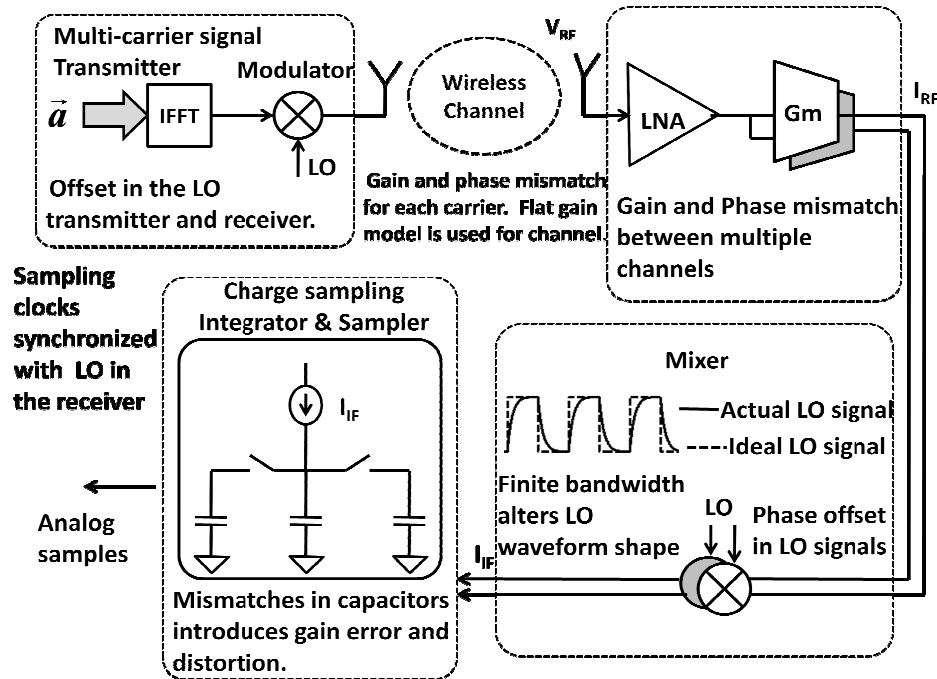 Multi-carrier signal
Transmitter
Modulator
a
IFFT
LO
Offset in the LO
transmitter and receiver.
Wireless
Channel
Gain and phase mismatch
for each carrier. Flat gain
model is used for channel.
VRF
LNA
Gm
IRF
Gain and Phase mismatch
between multiple
channels
Sampling
clocks
synchronized
with LO in
the receiver
Charge sampling
Integrator & Sampler
IIF
Mismatches in capacitors
introduces gain error and
distortion.
Analog
samples
Mixer
Actual LO signal
Ideal LO signal
Finite bandwidth
alters LO
waveform shape
LO
Phase offset
in LO signals
IIF